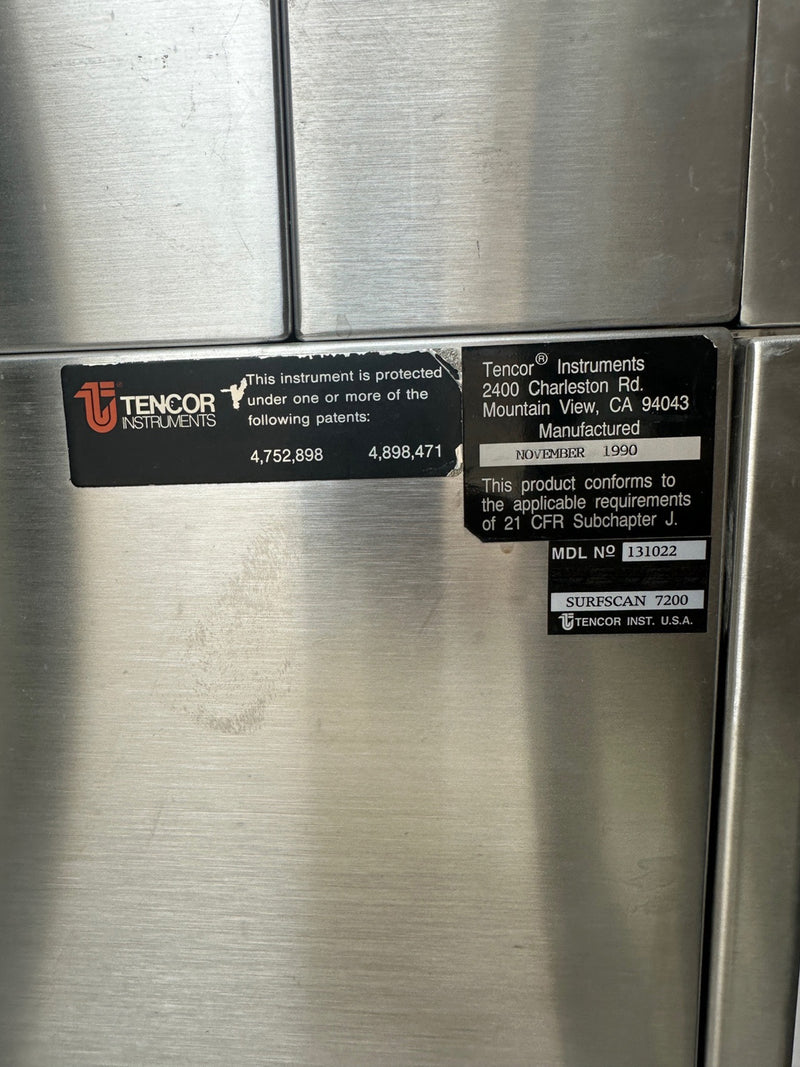 TENCOR
INSTRUMENTS
This instrument is protected
under one or more of the
following patents:
4,752,898 4,898,471
Tencor® Instruments
2400 Charleston Rd.
Mountain View, CA 94043
Manufactured
NOVEMBER 1990
This product conforms to
the applicable requirements
of 21 CFR Subchapter J.
MDL Nº 131022
SURFSCAN 7200
TENCOR INST. U.S.A.